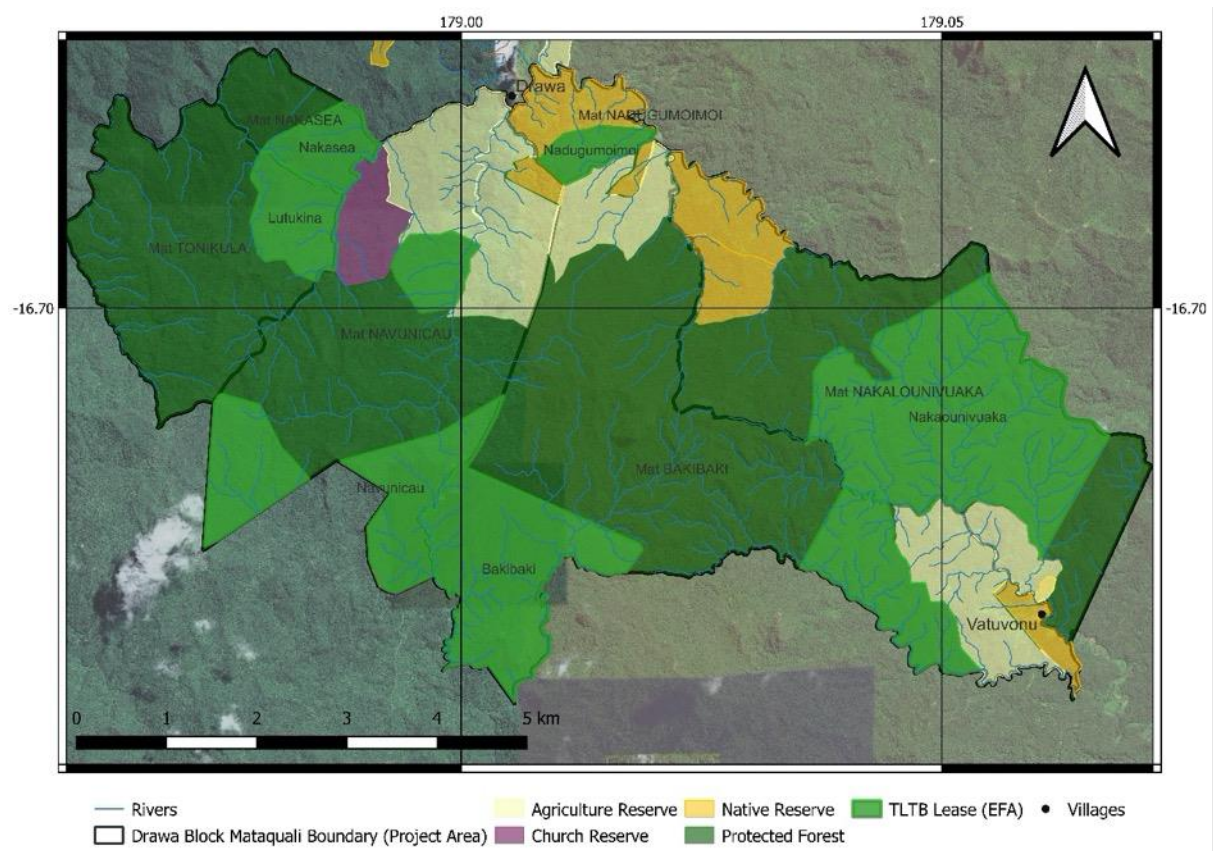 179.00
179.05
Drawa
Mat NADUGUMOIMOI
Mat NAKASEA
Nakasea
Nadugumoimoi
Lutukina
Mat TONIKULA
-16.70
-16.70
Mat NAVUNICAU
Mat NAKALOUNIVUAKA
Nakaounivuaka
Mat BAKIBAKI
Navunicau
Bakibaki
Vatuvonu
0 1 2 3 4 5 km
Rivers
Agriculture Reserve
Native Reserve
TLTB Lease (EFA)
Villages
Drawa Block Mataquali Boundary (Project Area)
Church Reserve
Protected Forest